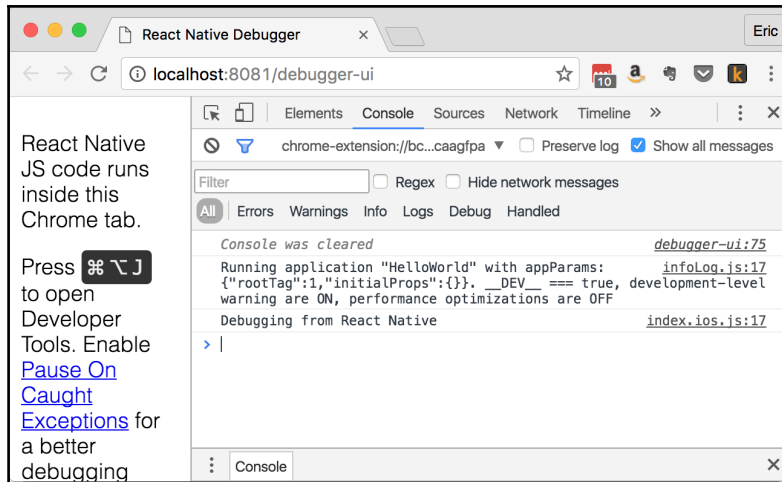 React Native Debugger
Eric
localhost:8081/debugger-ui
10
a
k
Elements Console Sources Network Timeline »
chrome-extension://bc...caagfpa ▼ Preserve log Show all messages
Filter
Regex Hide network messages
All Errors Warnings Info Logs Debug Handled
Console was cleared debugger-ui:75
Running application "HelloWorld" with appParms: infoLog.js:17
{"rootTag":1,"initialProps":{}}. __DEV__ === true, development-level
warning are ON, performance optimizations are OFF
Debugging from React Native index.ios.js:17
>
Console
React Native
JS code runs
inside this
Chrome tab.
Press ⌘⌥J
to open
Developer
Tools. Enable
Pause On
Caught
Exceptions for
a better
debugging